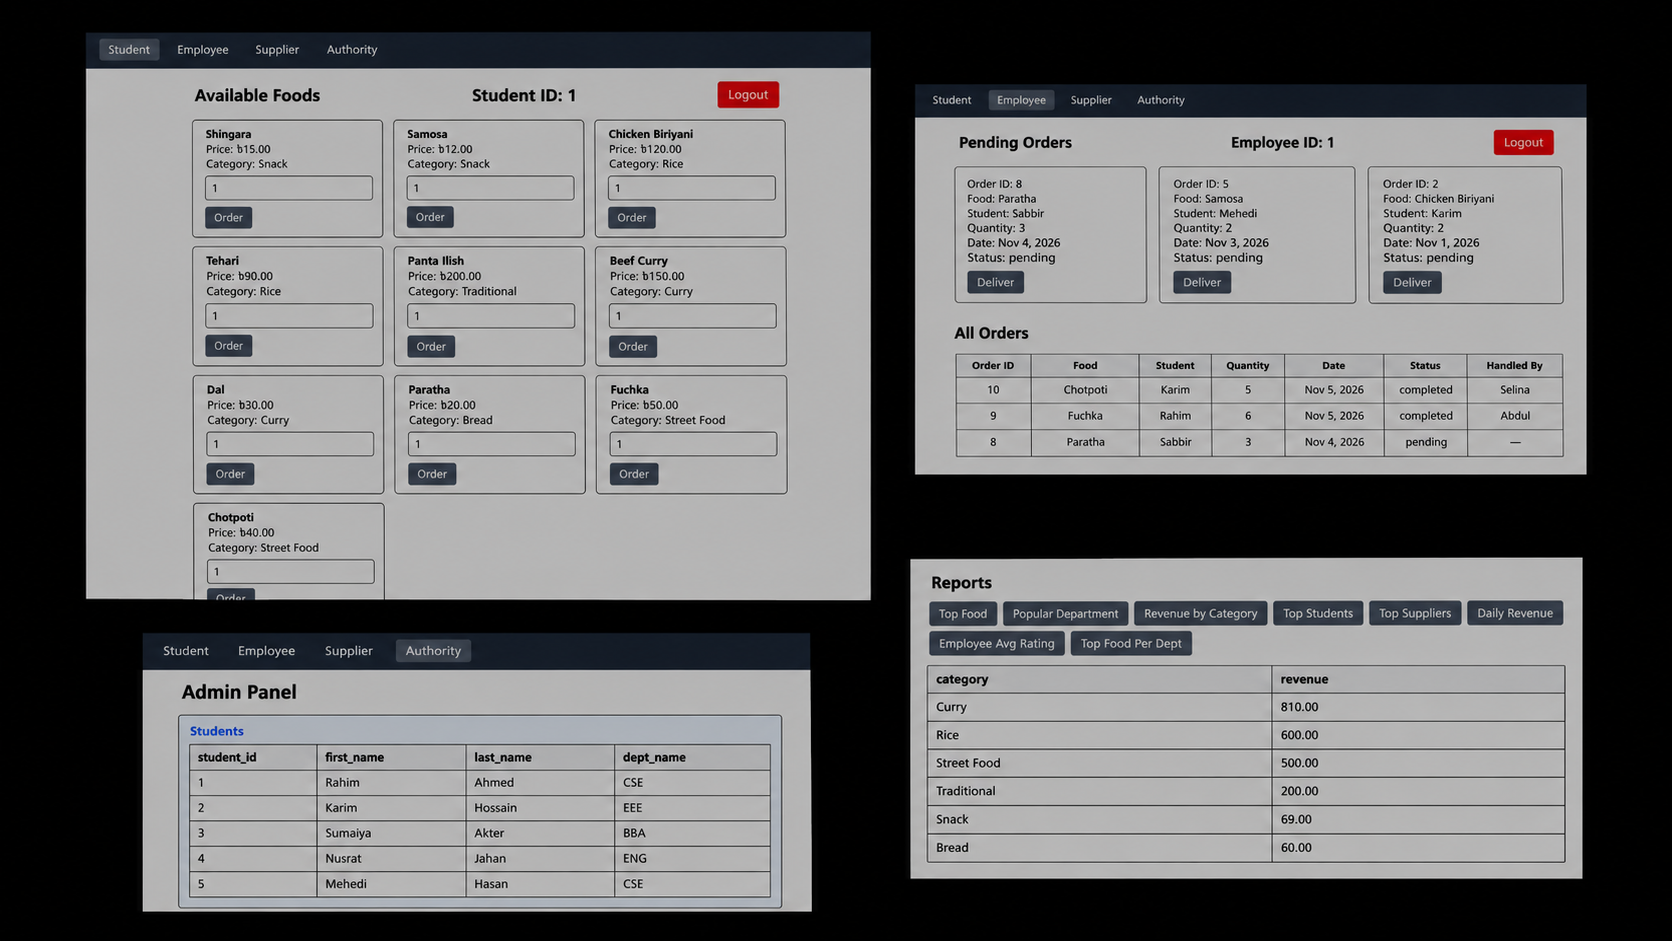 Student Employee Supplier Authority
Available Foods Student ID: 1 Logout
Shingara
Price: ৳15.00
Category: Snack
1
Order
Samosa
Price: ৳12.00
Category: Snack
1
Order
Chicken Biriyani
Price: ৳120.00
Category: Rice
1
Order
Tehari
Price: ৳90.00
Category: Rice
1
Order
Panta Ilish
Price: ৳200.00
Category: Traditional
1
Order
Beef Curry
Price: ৳150.00
Category: Curry
1
Order
Dal
Price: ৳30.00
Category: Curry
1
Order
Paratha
Price: ৳20.00
Category: Bread
1
Order
Fuchka
Price: ৳50.00
Category: Street Food
1
Order
Chotpoti
Price: ৳40.00
Category: Street Food
1
Order
Student Employee Supplier Authority
Pending Orders Employee ID: 1 Logout
Order ID: 8
Food: Paratha
Student: Sabbir
Quantity: 3
Date: Nov 4, 2026
Status: pending
Deliver
Order ID: 5
Food: Samosa
Student: Mehedi
Quantity: 2
Date: Nov 3, 2026
Status: pending
Deliver
Order ID: 2
Food: Chicken Biriyani
Student: Karim
Quantity: 2
Date: Nov 1, 2026
Status: pending
Deliver
All Orders
Order ID Food Student Quantity Date Status Handled By
10 Chotpoti Karim 5 Nov 5, 2026 completed Selina
9 Fuchka Rahim 6 Nov 5, 2026 completed Abdul
8 Paratha Sabbir 3 Nov 4, 2026 pending —
Student Employee Supplier Authority
Admin Panel
Students
student_id first_name last_name dept_name
1 Rahim Ahmed CSE
2 Karim Hossain EEE
3 Sumaiya Akter BBA
4 Nusrat Jahan ENG
5 Mehedi Hasan CSE
Reports
Top Food Popular Department Revenue by Category Top Students Top Suppliers Daily Revenue
Employee Avg Rating Top Food Per Dept
category revenue
Curry 810.00
Rice 600.00
Street Food 500.00
Traditional 200.00
Snack 69.00
Bread 60.00